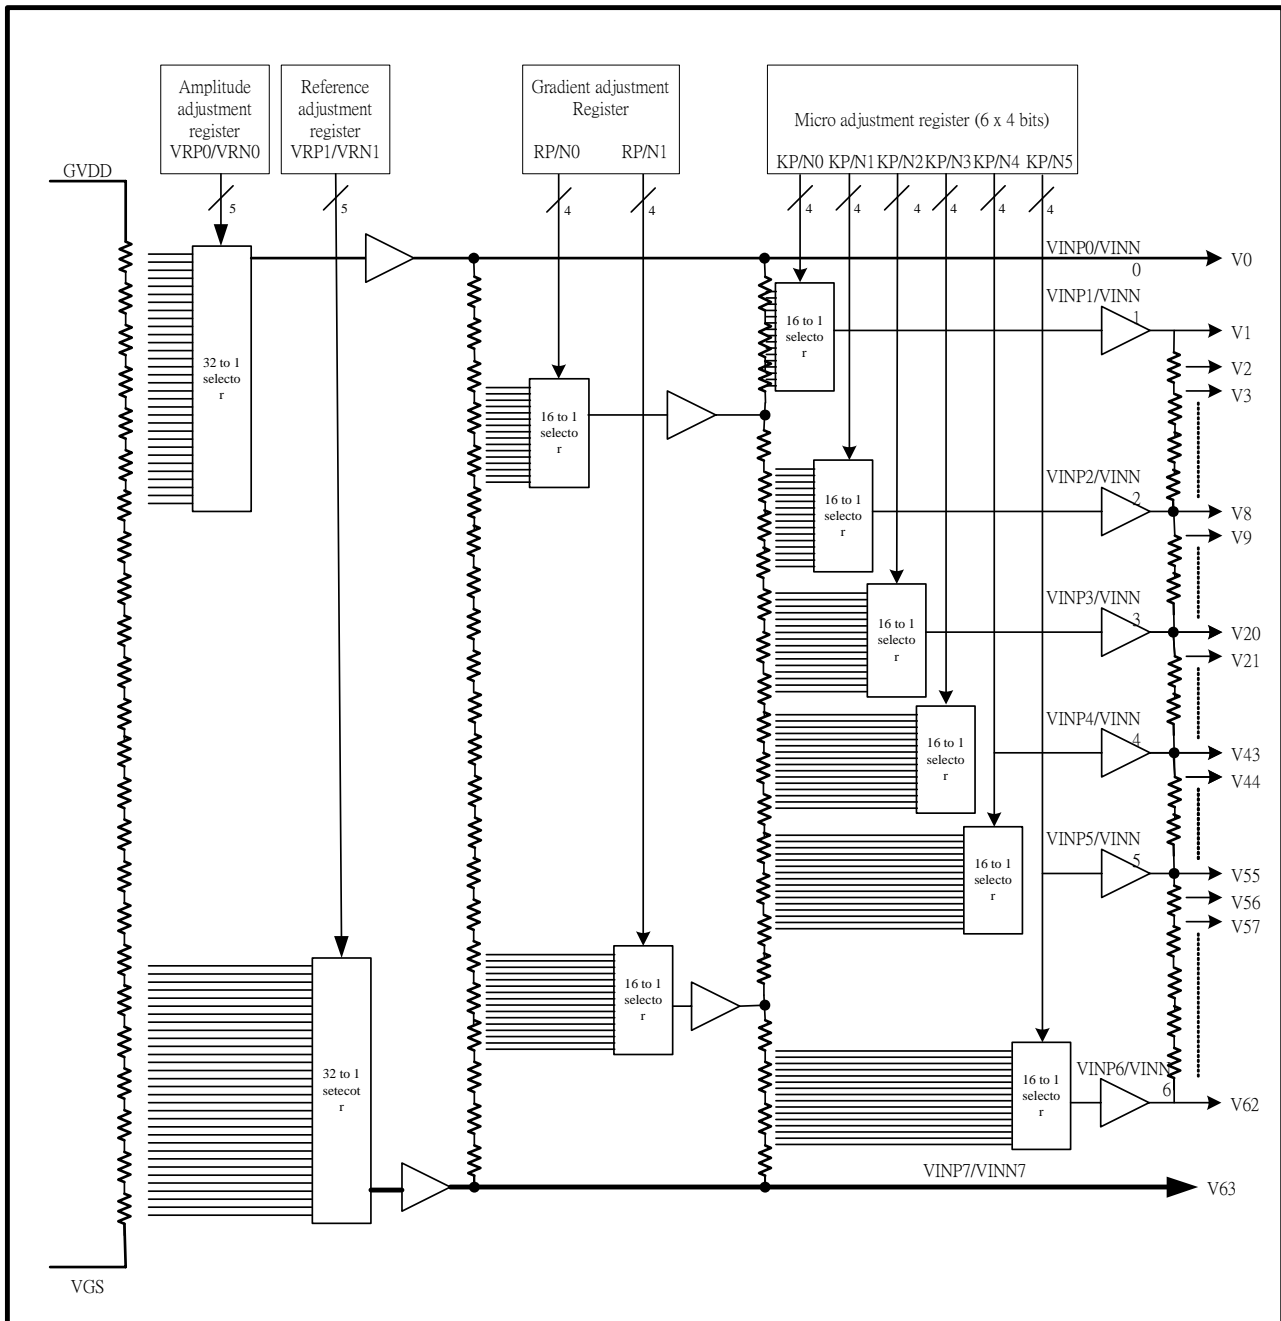 Amplitude
adjustment
register
VRP0/VRN0
Reference
adjustment
register
VRP1/VRN1
Gradient adjustment
Register
RP/N0 RP/N1
Micro adjustment register (6 x 4 bits)
KP/N0 KP/N1 KP/N2 KP/N3 KP/N4 KP/N5
GVDD
5
5
4
4
4
4
4
4
4
4
VINP0/VINN
0
V0
VINP1/VINN
1
V1
16 to 1
selecto
r
V2
32 to 1
selecto
r
V3
16 to 1
selecto
r
VINP2/VINN
2
V8
16 to 1
selecto
r
V9
VINP3/VINN
3
V20
16 to 1
selecto
r
V21
VINP4/VINN
4
V43
16 to 1
selecto
r
V44
VINP5/VINN
5
V55
16 to 1
selecto
r
V56
V57
16 to 1
selecto
r
32 to 1
setecot
r
VINP6/VINN
6
V62
16 to 1
selecto
r
VINP7/VINN7
V63
VGS